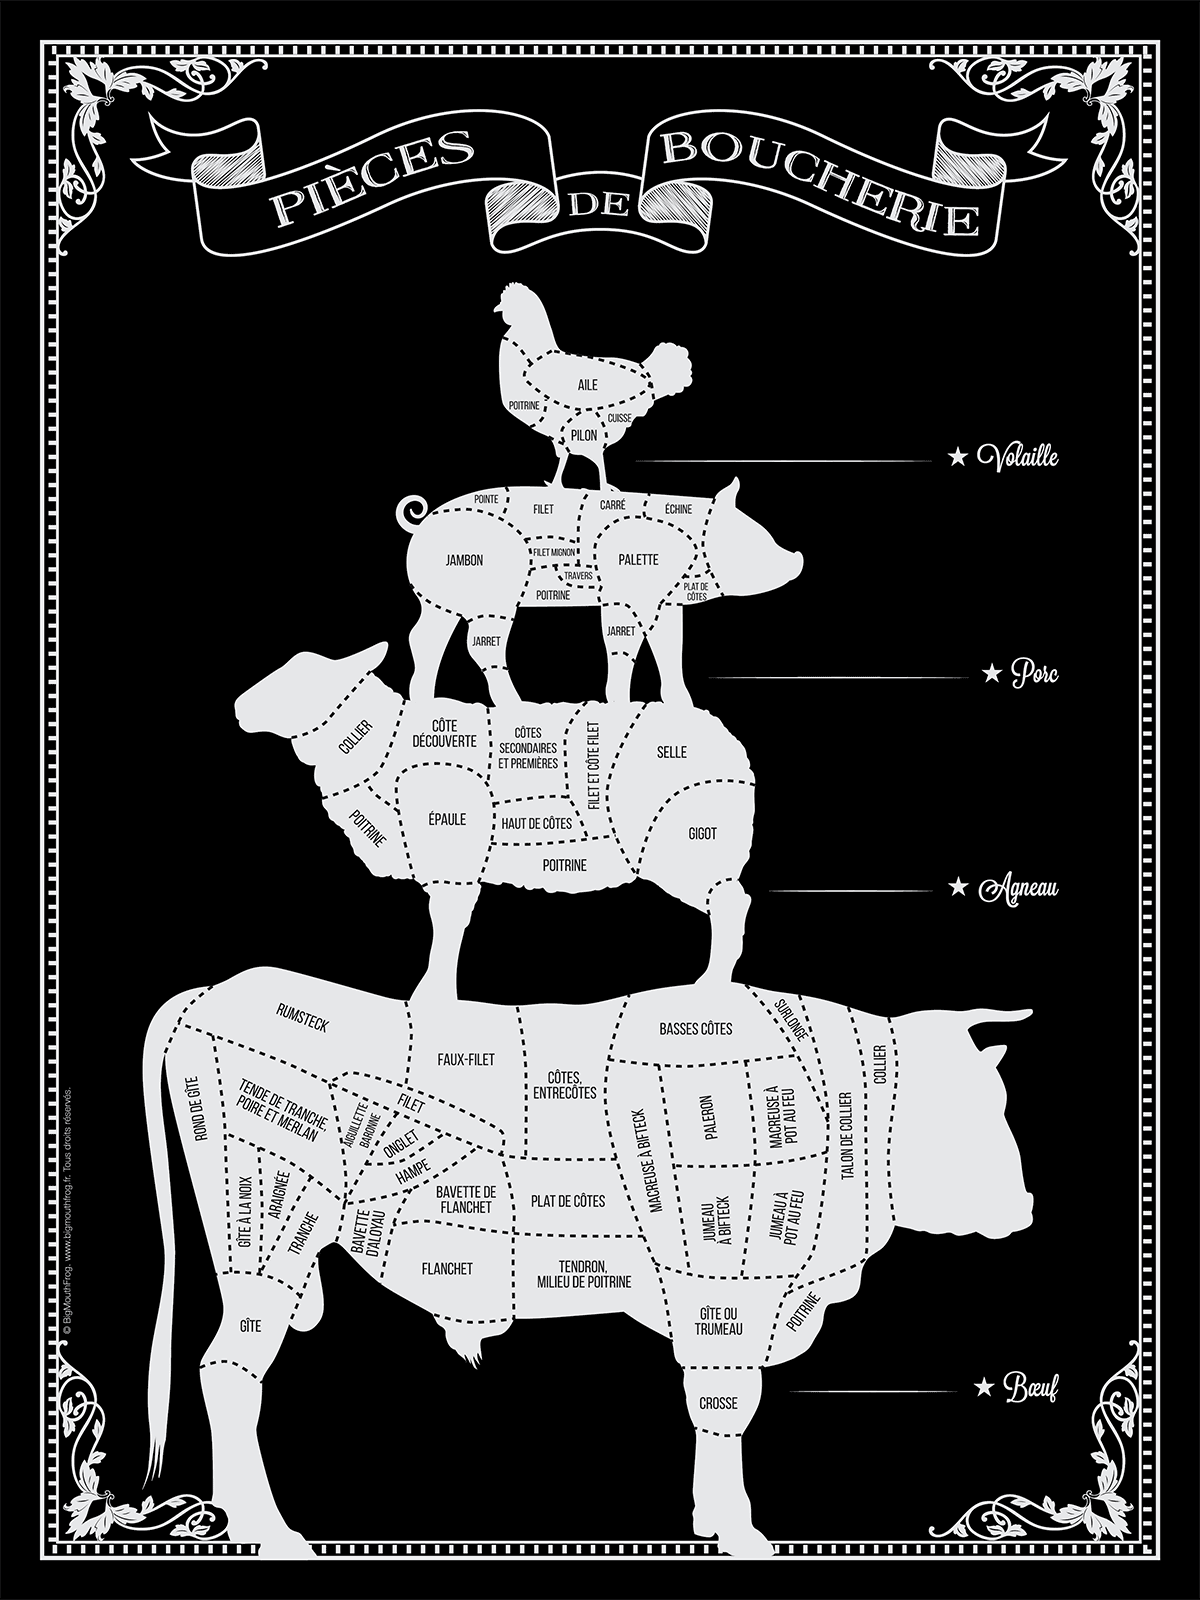 PIÈCES DE BOUCHERIE
AILE
POITRINE
CUISSE
PILON
★ Volaille
POINTE
FILET
CARRÉ
ÉCHINE
JAMBON
FILET MIGNON
PALETTE
TRAVERS
POITRINE
PLAT DE
CÔTES
JARRET
JARRET
★ Porc
COLLIER
CÔTE
DÉCOUVERTE
CÔTES
SECONDAIRES
ET PREMIÈRES
FILET ET CÔTE FILET
SELLE
POITRINE
ÉPAULE
HAUT DE CÔTES
GIGOT
POITRINE
★ Agneau
RUMSTECK
FAUX-FILET
CÔTES,
ENTRECÔTES
BASSES CÔTES
SURLONGE
COLLIER
ROND DE GÎTE
TENDE DE TRANCHE,
POIRE ET MERLAN
FILET
AIGUILLETTE
BARONNE
ONGLET
HAMPE
MACREUSE À BIFTECK
PALERON
MACREUSE À
POT AU FEU
TALON DE COLLIER
GÎTE À LA NOIX
ARAIGNÉE
TRANCHE
BAVETTE
D'ALOYAU
BAVETTE DE
FLANCHET
PLAT DE CÔTES
JUMEAU
À BIFTECK
JUMEAU À
POT AU FEU
FLANCHET
TENDRON,
MILIEU DE POITRINE
GÎTE
GÎTE OU
TRUMEAU
POITRINE
CROSSE
★ Bœuf
© BigMouthFrog. www.bigmouthfrog.fr. Tous droits réservés.